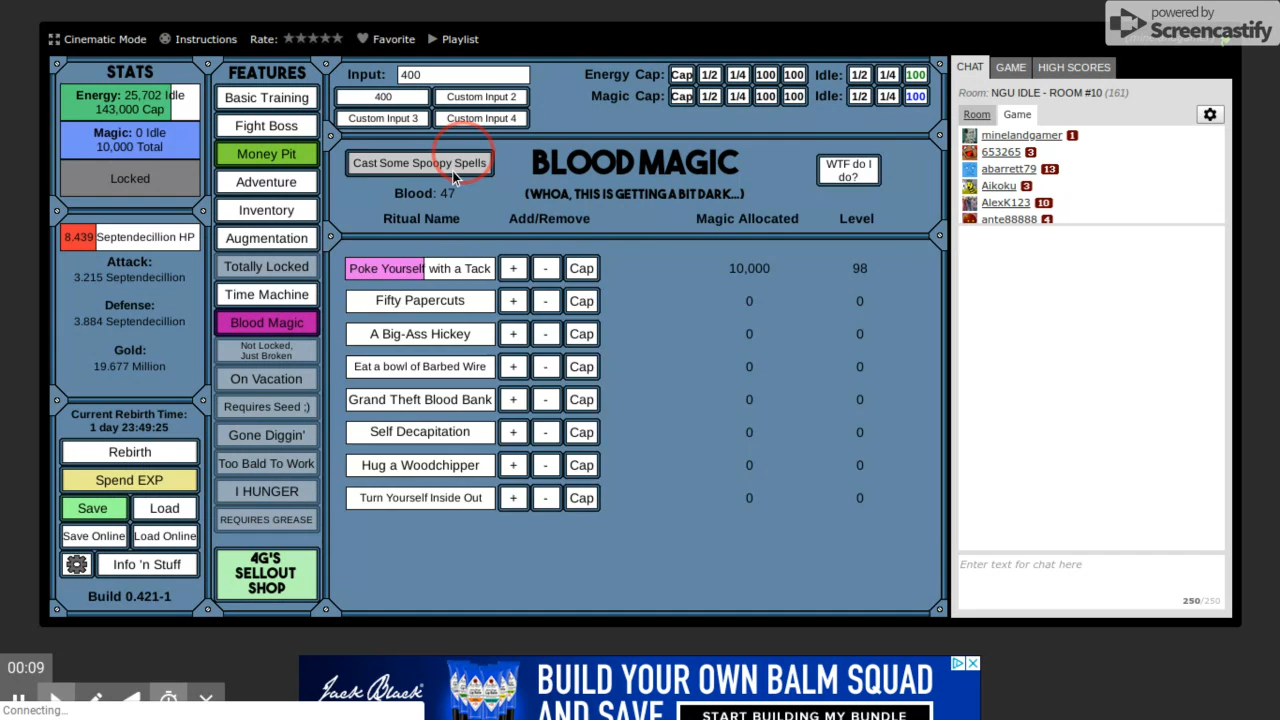 powered by
Screencastify
Cinematic Mode Instructions Rate: Favorite Playlist
STATS
Energy: 25,702 Idle
143,000 Cap
Magic: 0 Idle
10,000 Total
Locked
8.439 Septendecillion HP
Attack:
3.215 Septendecillion
Defense:
3.884 Septendecillion
Gold:
19.677 Million
Current Rebirth Time:
1 day 23:49:25
Rebirth
Spend EXP
Save Load
Save Online Load Online
Info 'n Stuff
Build 0.421-1
FEATURES
Basic Training
Fight Boss
Money Pit
Adventure
Inventory
Augmentation
Totally Locked
Time Machine
Blood Magic
Not Locked,
Just Broken
On Vacation
Requires Seed ;)
Gone Diggin'
Too Bald To Work
I HUNGER
REQUIRES GREASE
4G'S
SELLOUT
SHOP
Input: 400
400 Custom Input 2
Custom Input 3 Custom Input 4
Energy Cap: Cap 1/2 1/4 100 100 Idle: 1/2 1/4 100
Magic Cap: Cap 1/2 1/4 100 100 Idle: 1/2 1/4 100
Cast Some Spoopy Spells
Blood: 47
BLOOD MAGIC
(WHOA, THIS IS GETTING A BIT DARK...)
WTF do I
do?
Ritual Name Add/Remove Magic Allocated Level
Poke Yourself with a Tack + - Cap 10,000 98
Fifty Papercuts + - Cap 0 0
A Big-Ass Hickey + - Cap 0 0
Eat a bowl of Barbed Wire + - Cap 0 0
Grand Theft Blood Bank + - Cap 0 0
Self Decapitation + - Cap 0 0
Hug a Woodchipper + - Cap 0 0
Turn Yourself Inside Out + - Cap 0 0
CHAT GAME HIGH SCORES
Room: NGU IDLE - ROOM #10 (161)
Room Game
minelandgamer 1
653265 3
abarrett79 13
Aikoku 3
AlexK123 10
ante88888 4
Enter text for chat here
250/250
00:09
Connecting...
Jack Black
BUILD YOUR OWN BALM SQUAD
AND SAVE START BUILDING MY BUNDLE